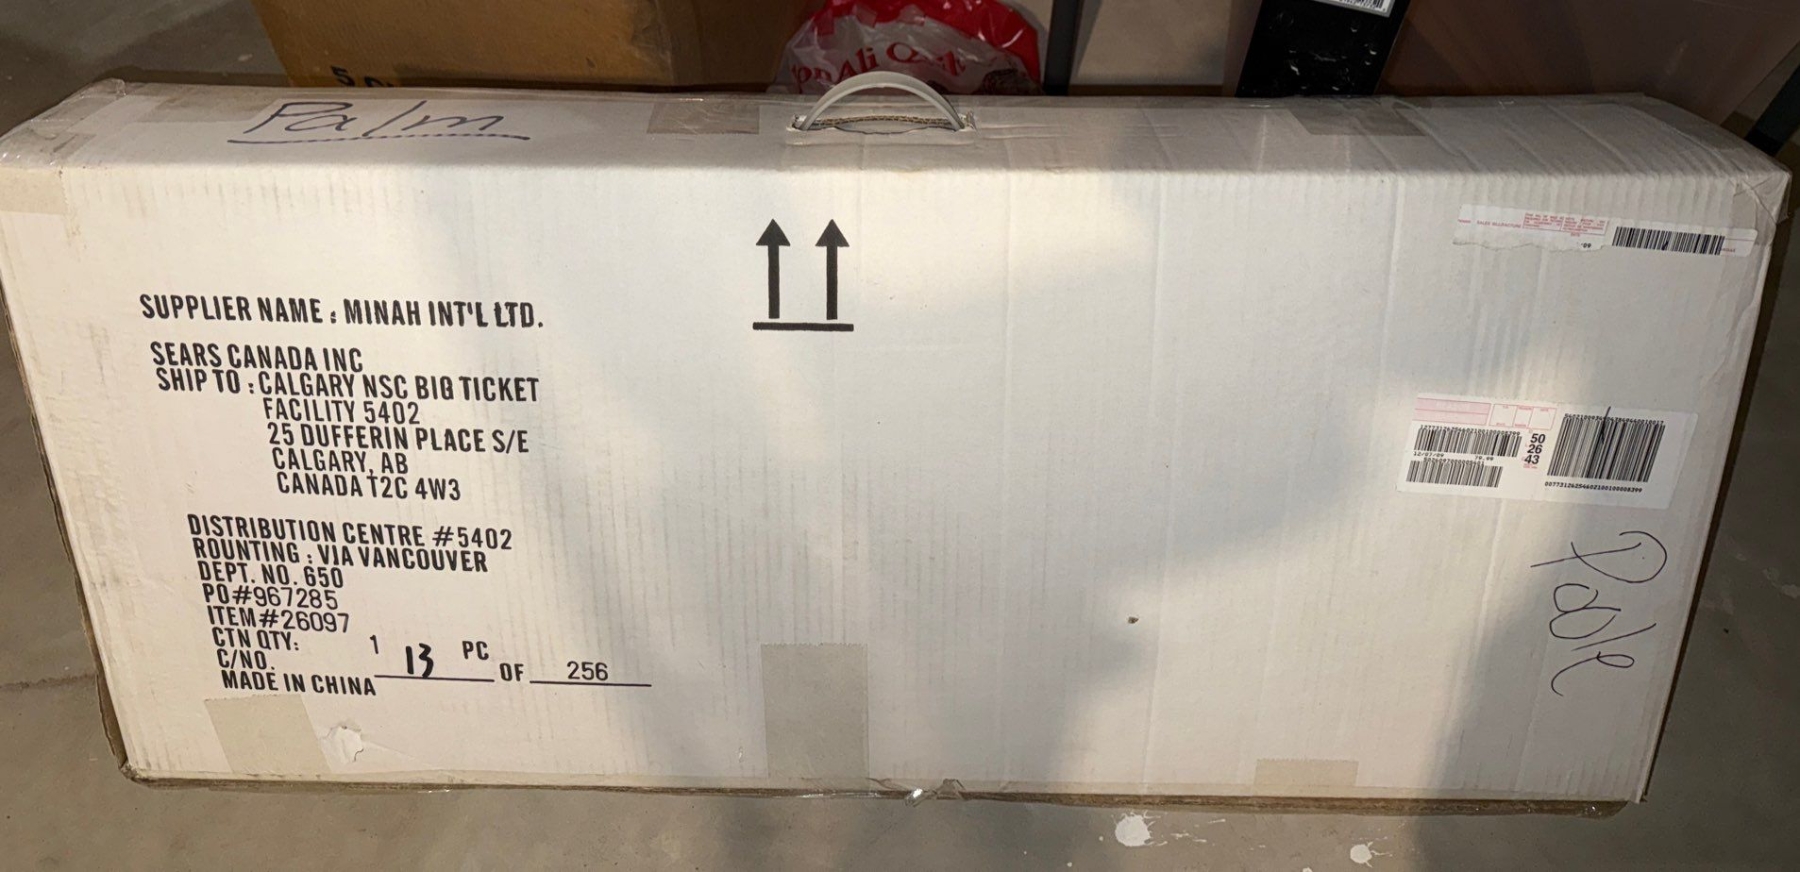 Palm
SUPPLIER NAME : MINAH INT'L LTD.
SEARS CANADA INC
SHIP TO : CALGARY NSC BIG TICKET
FACILITY 5402
25 DUFFERIN PLACE S/E
CALGARY, AB
CANADA T2C 4W3
DISTRIBUTION CENTRE #5402
ROUNTING : VIA VANCOUVER
DEPT. NO. 650
PO#967285
ITEM#26097
CTN QTY: 1 PC
C/NO. 13 OF 256
MADE IN CHINA
50
26
43